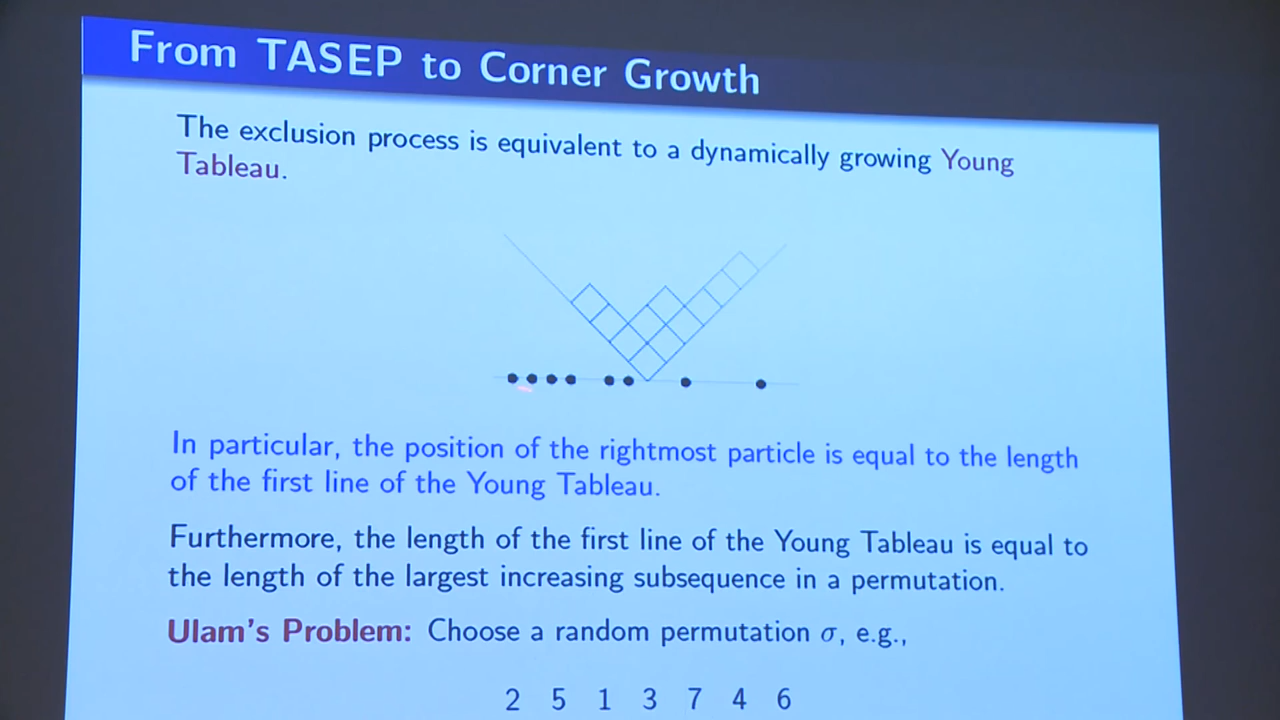 From TASEP to Corner Growth
The exclusion process is equivalent to a dynamically growing Young
Tableau.
In particular, the position of the rightmost particle is equal to the length
of the first line of the Young Tableau.
Furthermore, the length of the first line of the Young Tableau is equal to
the length of the largest increasing subsequence in a permutation.
Ulam's Problem: Choose a random permutation σ, e.g.,
2 5 1 3 7 4 6